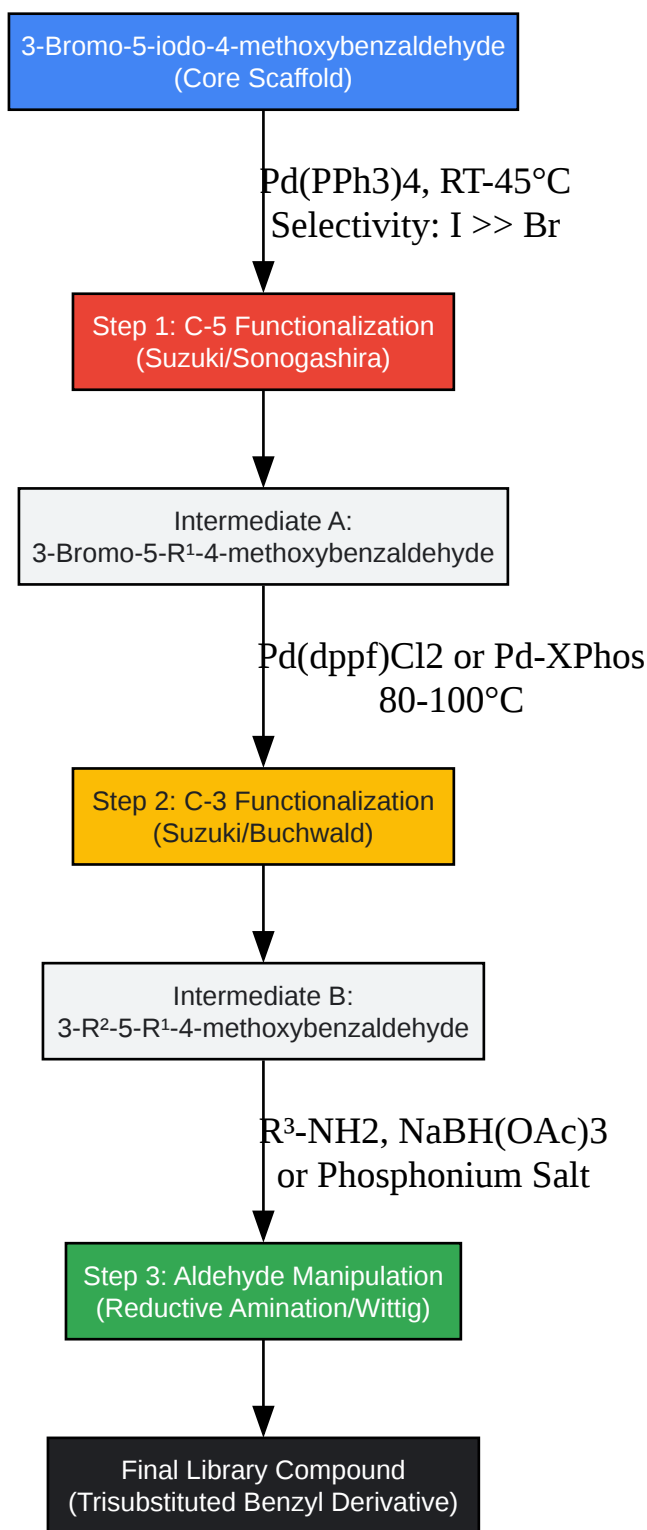 3-Bromo-5-iodo-4-methoxybenzaldehyde
(Core Scaffold)
Pd(PPh3)4, RT-45°C
Selectivity: I >> Br
Step 1: C-5 Functionalization
(Suzuki/Sonogashira)
Intermediate A:
3-Bromo-5-R¹-4-methoxybenzaldehyde
Pd(dppf)Cl2 or Pd-XPhos
80-100°C
Step 2: C-3 Functionalization
(Suzuki/Buchwald)
Intermediate B:
3-R²-5-R¹-4-methoxybenzaldehyde
R³-NH2, NaBH(OAc)3
or Phosphonium Salt
Step 3: Aldehyde Manipulation
(Reductive Amination/Wittig)
Final Library Compound
(Trisubstituted Benzyl Derivative)